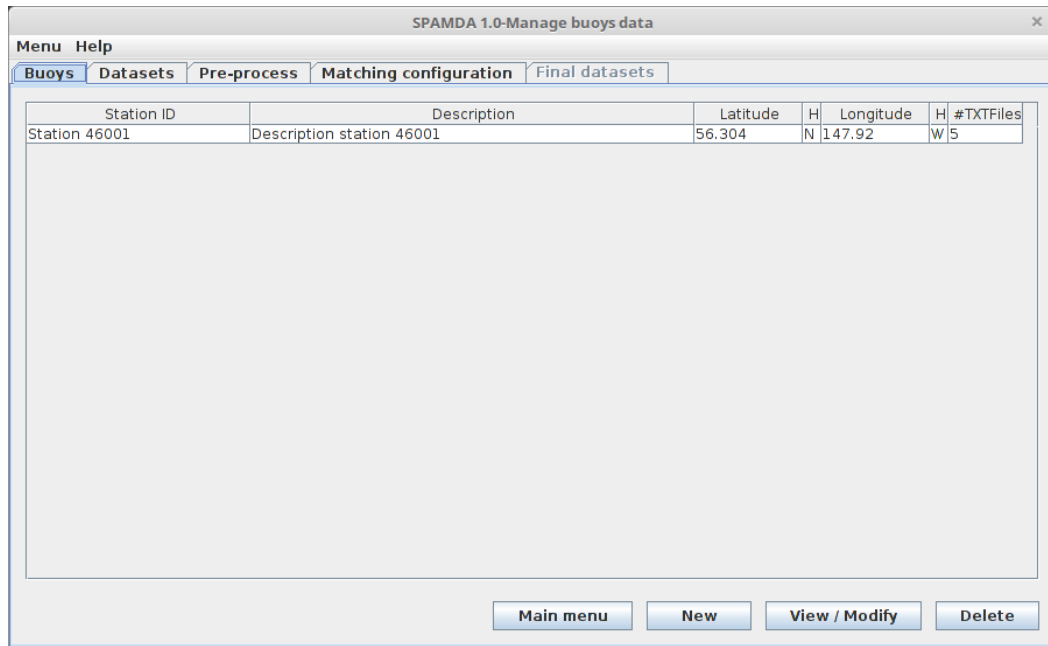 SPAMDA 1.0-Manage buoys data ×
Menu Help
Buoys Datasets Pre-process Matching configuration Final datasets
Station ID Description Latitude H Longitude H #TXTFiles
Station 46001 Description station 46001 56.304 N 147.92 W 5
Main menu New View / Modify Delete